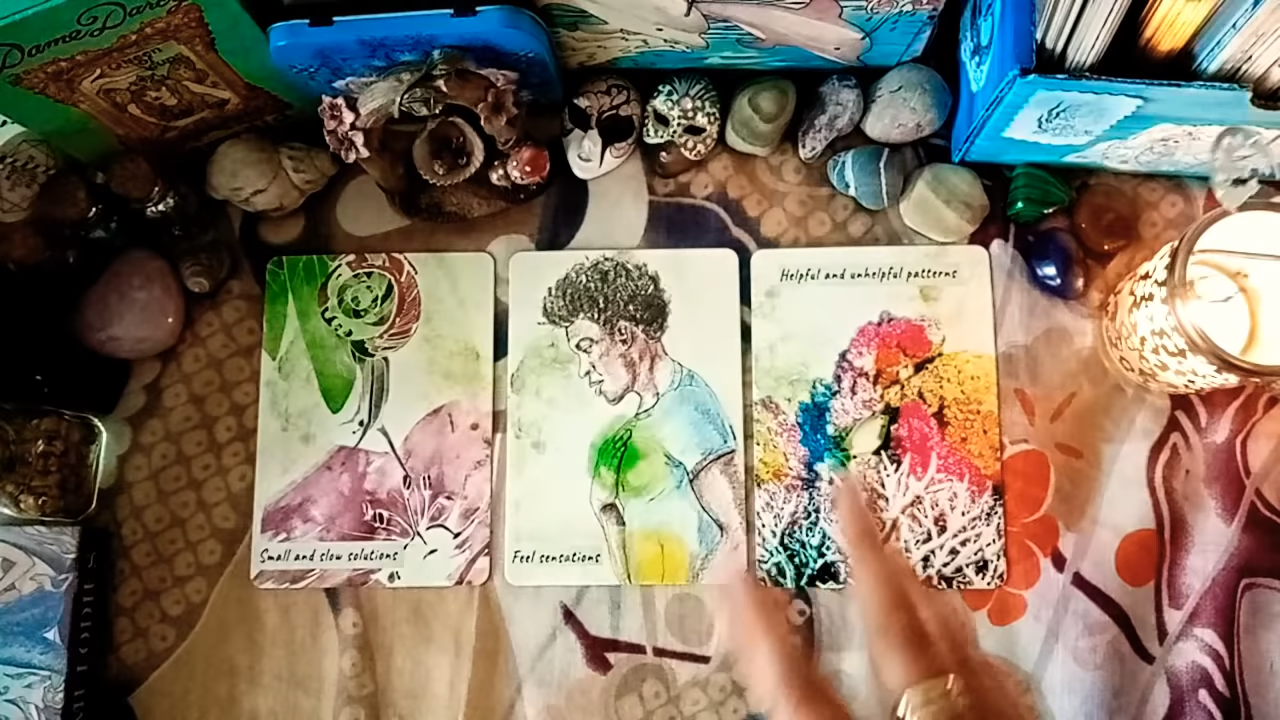 Dame Darcy
Helpful and unhelpful patterns
Small and slow solutions
Feel sensations